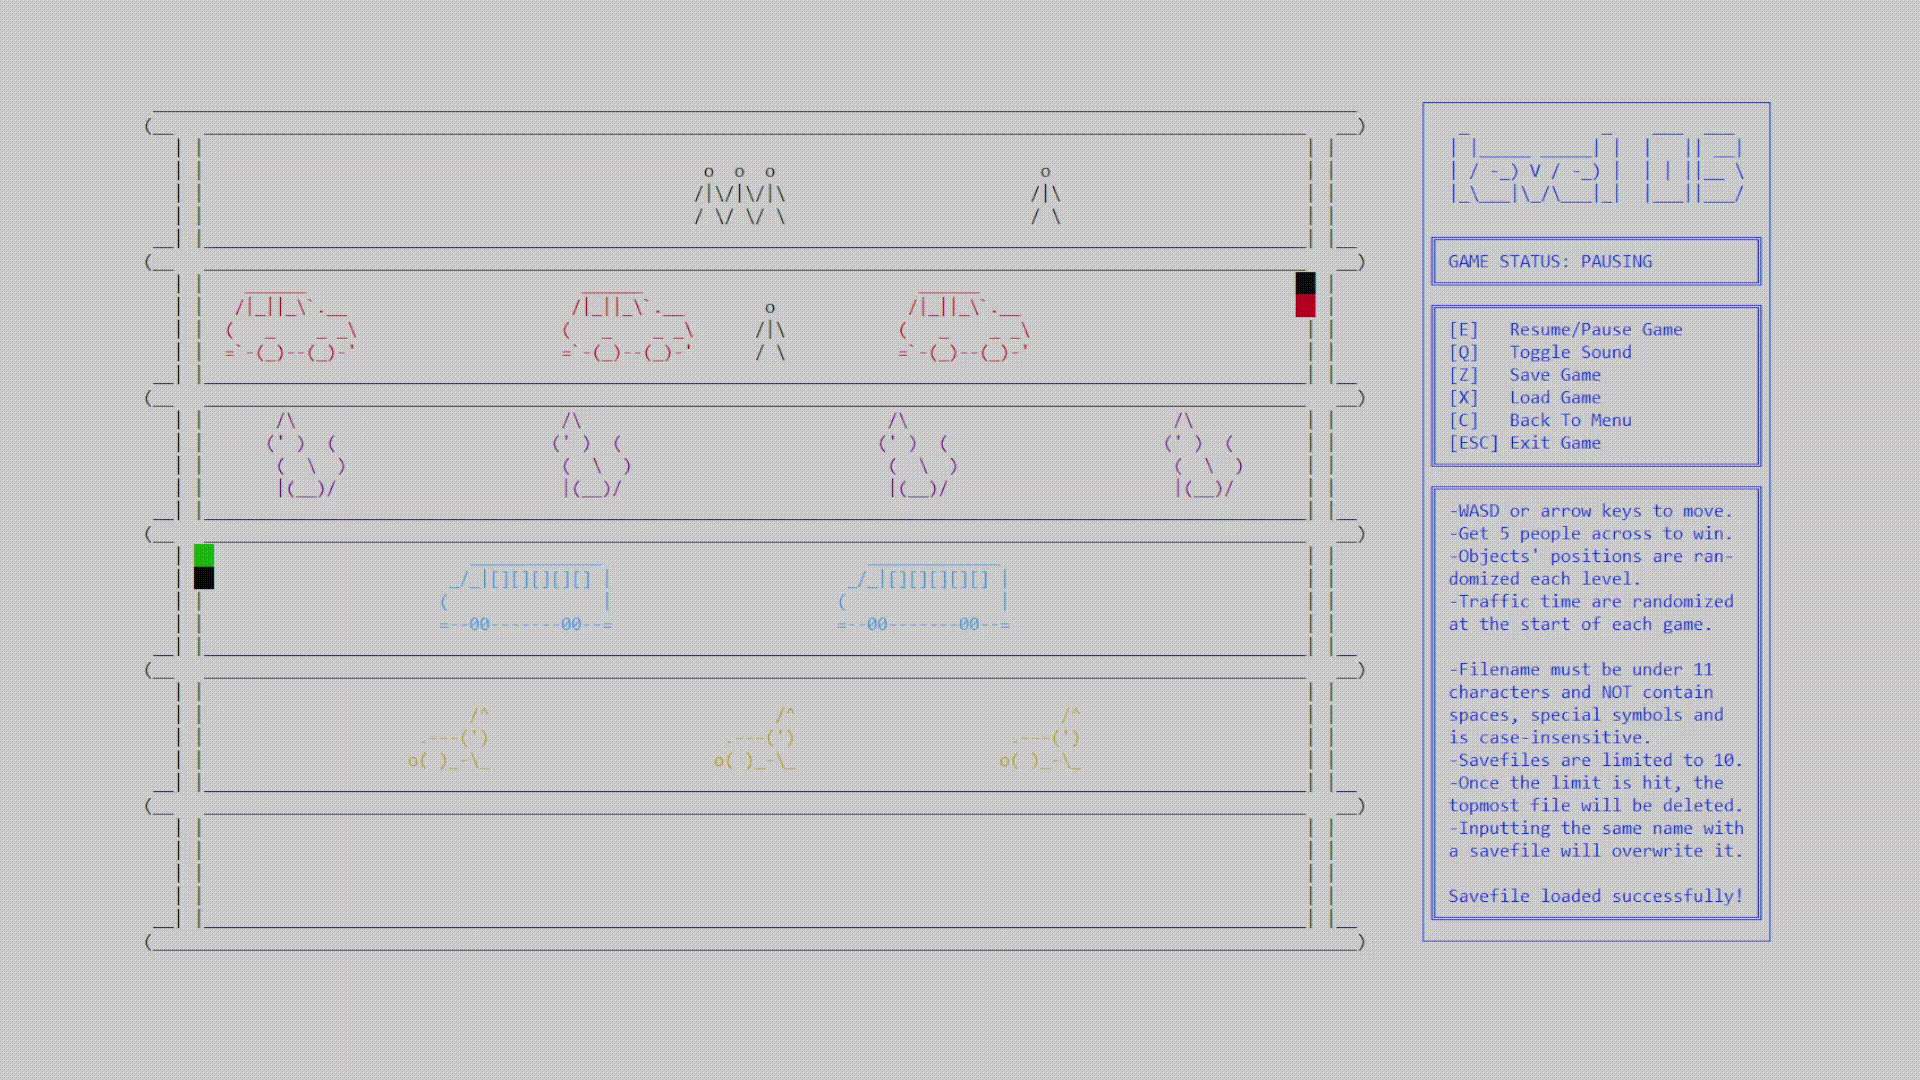 level 05
GAME STATUS: PAUSING
[E] Resume/Pause Game
[Q] Toggle Sound
[Z] Save Game
[X] Load Game
[C] Back To Menu
[ESC] Exit Game
-WASD or arrow keys to move.
-Get 5 people across to win.
-Objects' positions are ran-
domized each level.
-Traffic time are randomized
at the start of each game.
-Filename must be under 11
characters and NOT contain
spaces, special symbols and
is case-insensitive.
-Savefiles are limited to 10.
-Once the limit is hit, the
topmost file will be deleted.
-Inputting the same name with
a savefile will overwrite it.
Savefile loaded successfully!